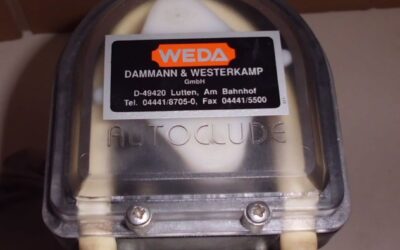 WEDA
DAMMANN & WESTERKAMP
GmbH
D-49420 Lutten, Am Bahnhof
Tel. 04441/8705-0, Fax 04441/5500
AUTOCLUDE